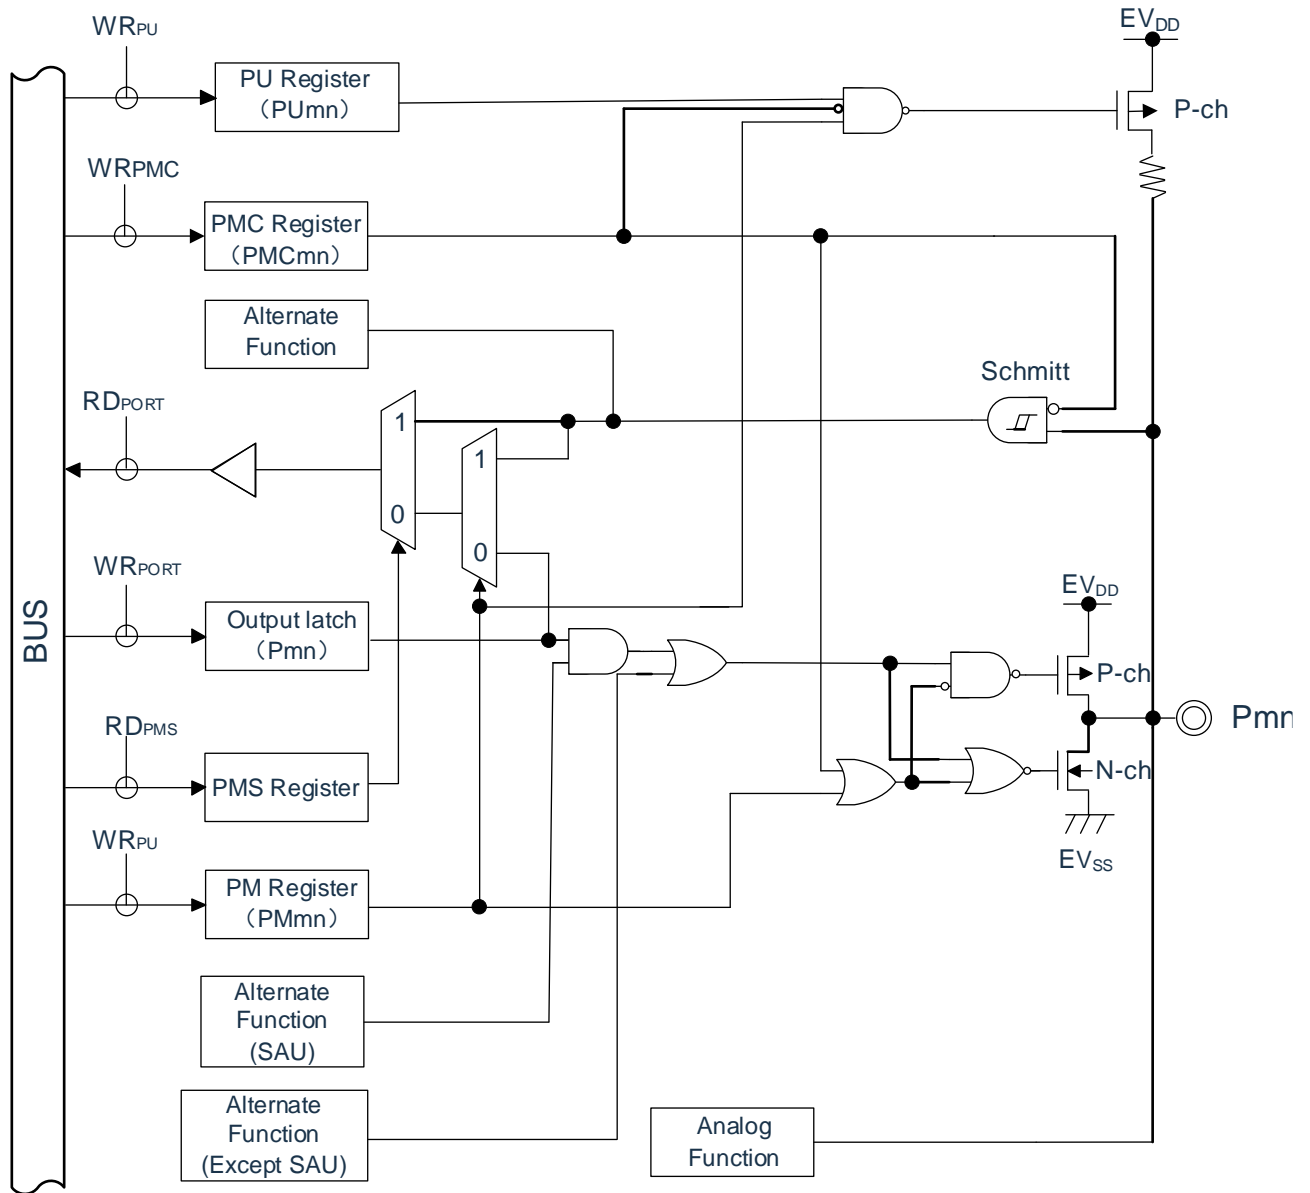 WRPU
EVDD
PU Register
（PUmn）
P-ch
WRPMC
PMC Register
（PMCmn）
Alternate
Function
Schmitt
RDPORT
1
1
0
0
WRPORT
EVDD
BUS
Output latch
（Pmn）
P-ch
Pmn
RDPMS
PMS Register
N-ch
WRPU
EVSS
PM Register
（PMmn）
Alternate
Function
(SAU)
Alternate
Function
(Except SAU)
Analog
Function